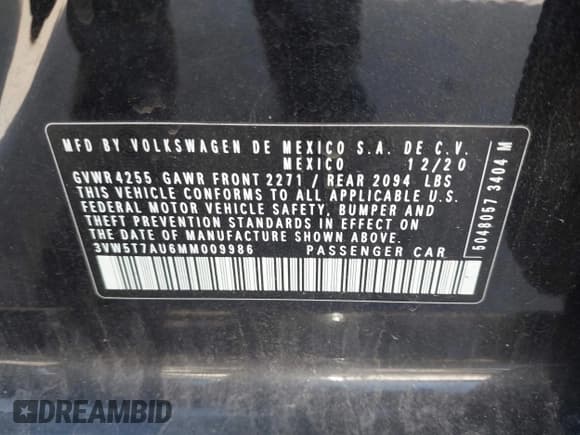 MFD BY VOLKSWAGEN DE MEXICO S.A. DE C.V.
MEXICO 12/20
GVWR 4255 GAWR FRONT 2271 / REAR 2094 LBS
THIS VEHICLE CONFORMS TO ALL APPLICABLE U.S.
FEDERAL MOTOR VEHICLE SAFETY, BUMPER AND
THEFT PREVENTION STANDARDS IN EFFECT ON
THE DATE OF MANUFACTURE SHOWN ABOVE.
3VW5T7AU6MM009986 PASSENGER CAR
5048067 3404 M
DREAMBID